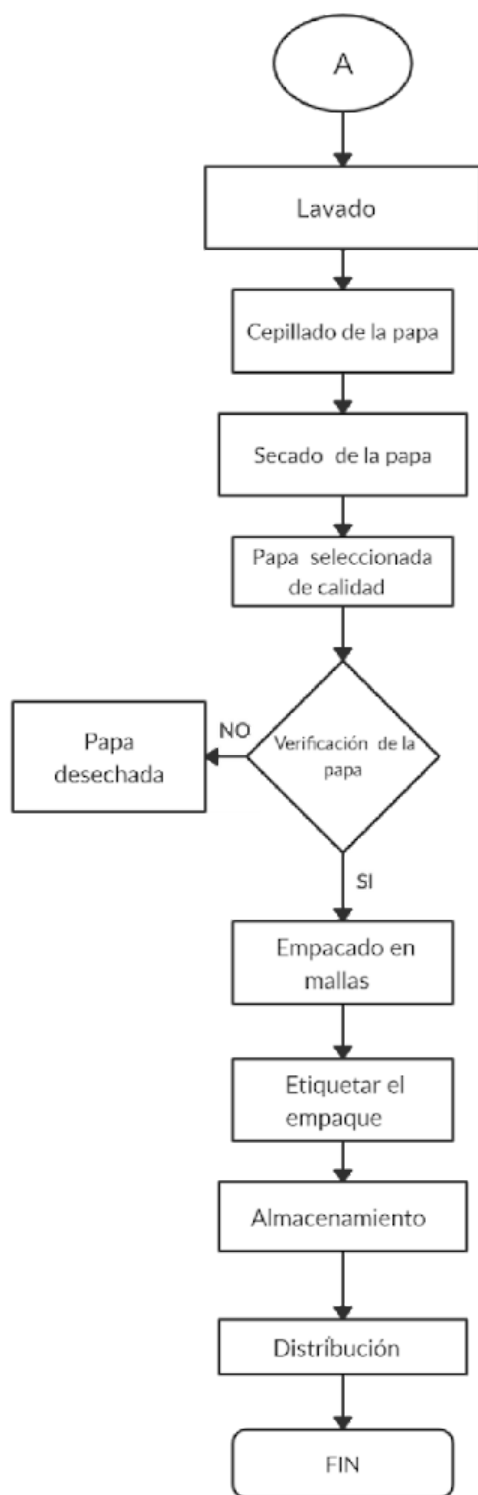 A
Lavado
Cepillado de la papa
Secado de la papa
Papa seleccionada
de calidad
NO
Papa
desechada
Verificación de la
papa
SI
Empacado en
mallas
Etiquetar el
empaque
Almacenamiento
Distríbución
FIN